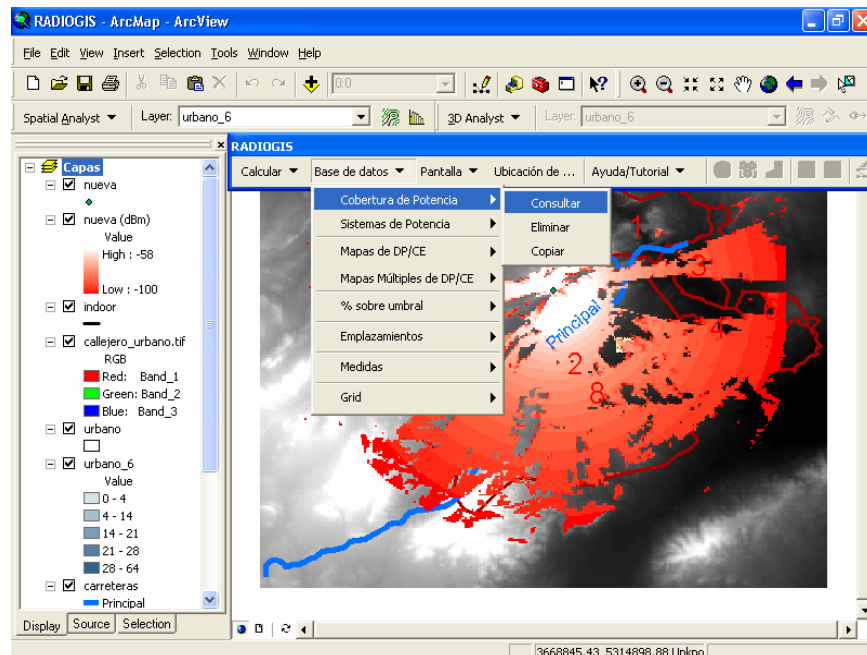 RADIOGIS - ArcMap - ArcView
File Edit View Insert Selection Tools Window Help
0:0
Spatial Analyst Layer: urbano_6 3D Analyst Layer: urbano_6
RADIOGIS
Calcular Base de datos Pantalla Ubicación de ... Ayuda/Tutorial
Capas
nueva
nueva (dBm)
Value
High : -58
Low : -100
indoor
callejero_urbano.tif
RGB
Red: Band_1
Green: Band_2
Blue: Band_3
urbano
urbano_6
Value
0 - 4
4 - 14
14 - 21
21 - 28
28 - 64
carreteras
Principal
Display Source Selection
Cobertura de Potencia
Sistemas de Potencia
Mapas de DP/CE
Mapas Múltiples de DP/CE
% sobre umbral
Emplazamientos
Medidas
Grid
Consultar
Eliminar
Copiar
1
3
Principal
4
2
8
3668845.43 5314898.88 Unkno